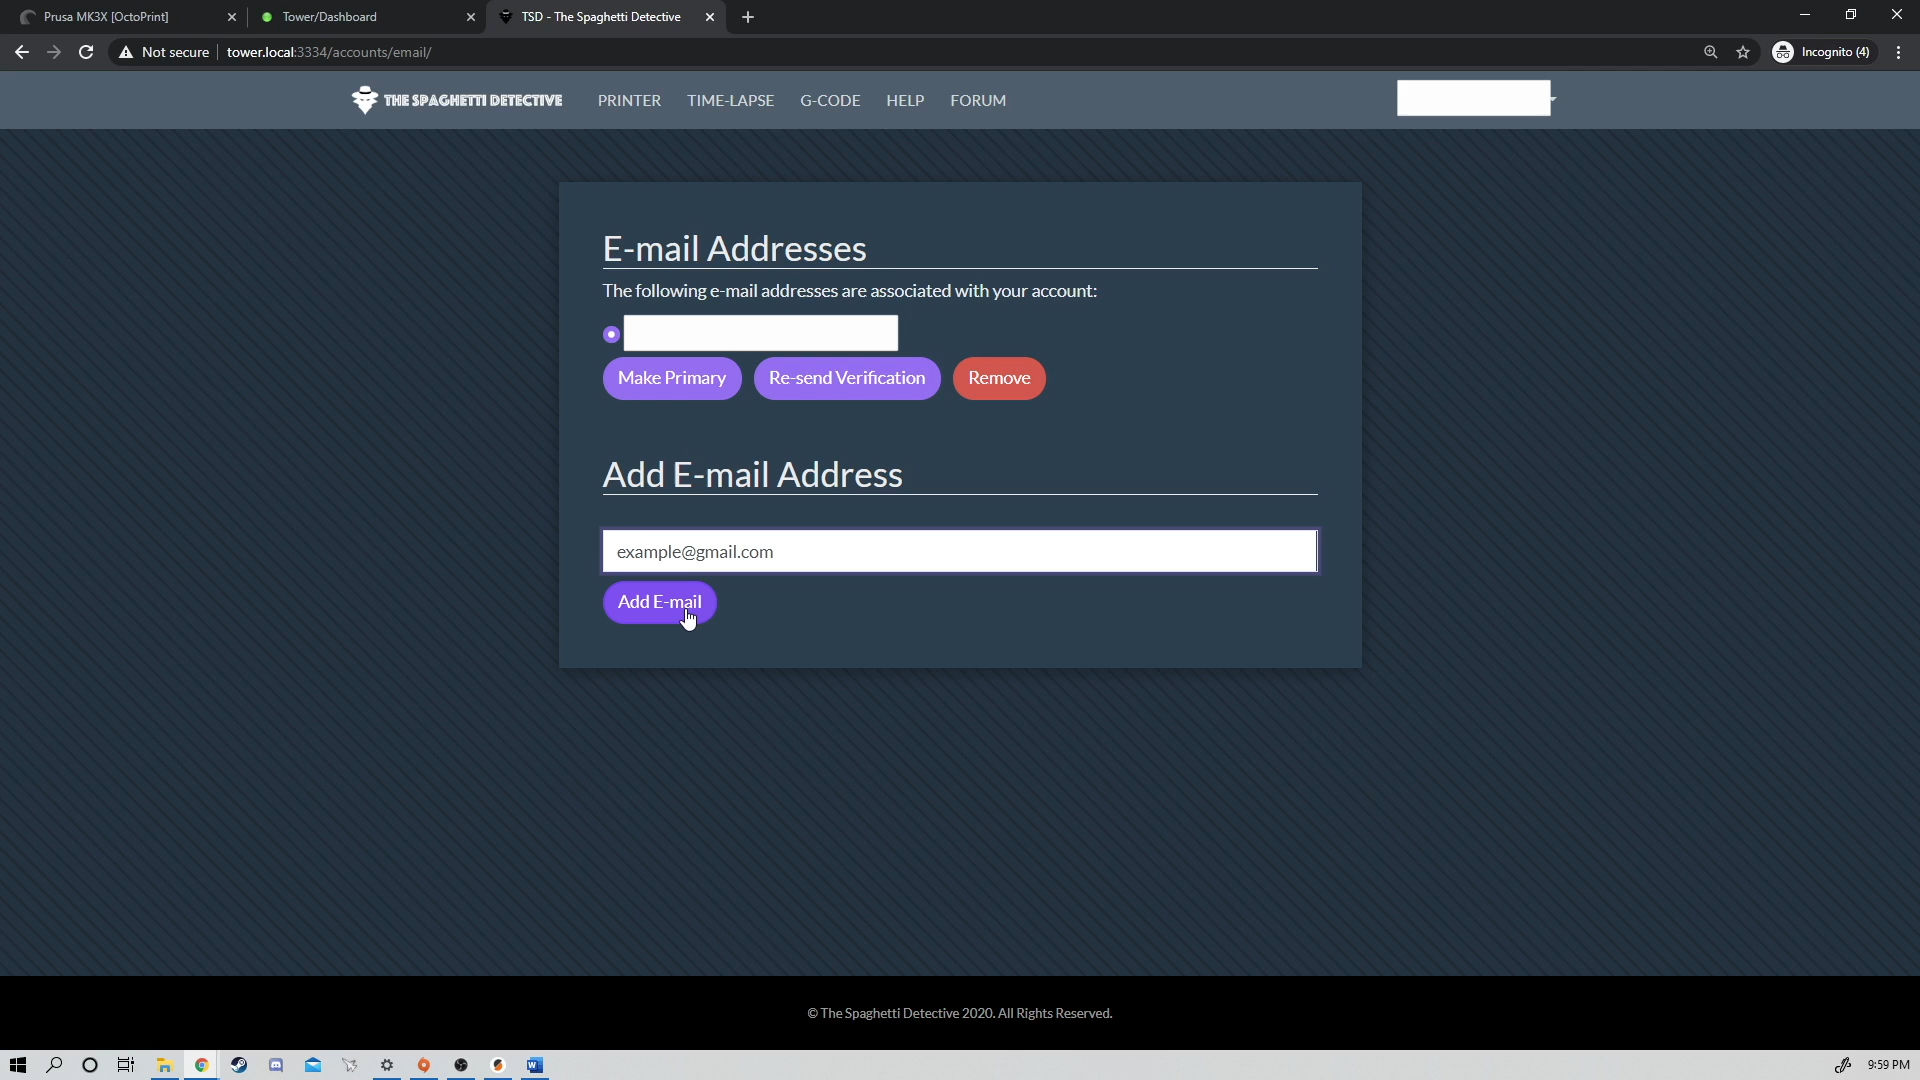 Prusa MK3X [OctoPrint]
Tower/Dashboard
TSD - The Spaghetti Detective
Not secure
tower.local:3334/accounts/email/
Incognito (4)
THE SPAGHETTI DETECTIVE
PRINTER
TIME-LAPSE
G-CODE
HELP
FORUM
E-mail Addresses
The following e-mail addresses are associated with your account:
Make Primary
Re-send Verification
Remove
Add E-mail Address
example@gmail.com
Add E-mail
© The Spaghetti Detective 2020. All Rights Reserved.
9:59 PM